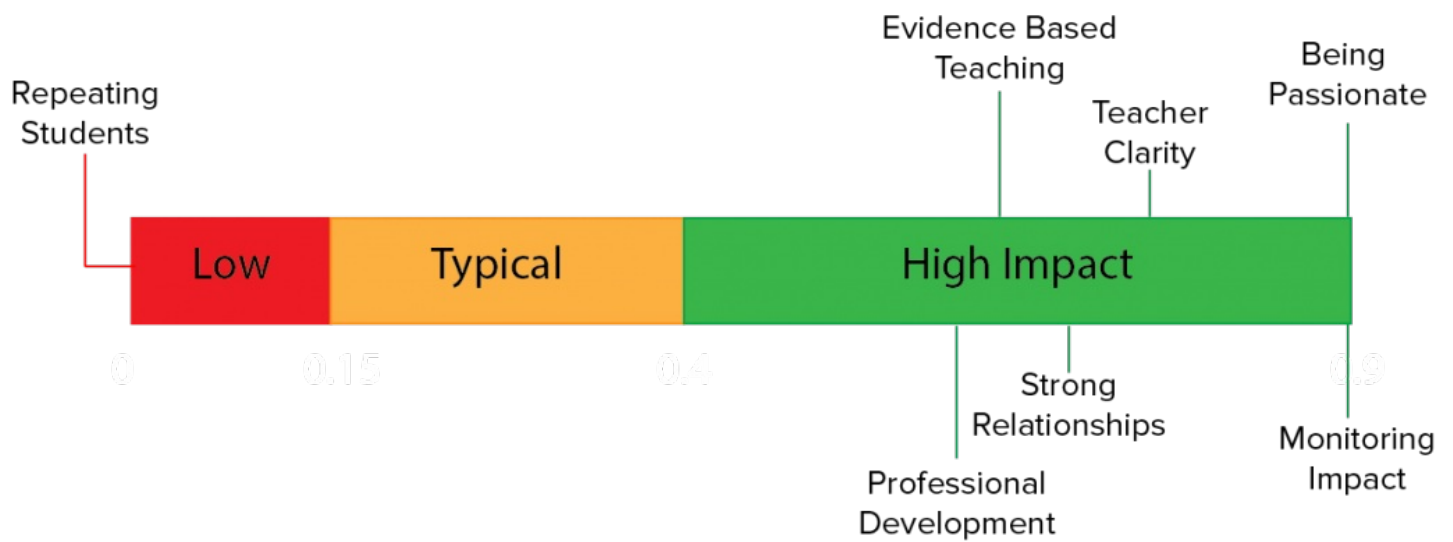 Evidence Based
Teaching
Being
Passionate
Repeating
Students
Teacher
Clarity
Low
Typical
High Impact
0
0.15
0.4
0.9
Strong
Relationships
Monitoring
Impact
Professional
Development